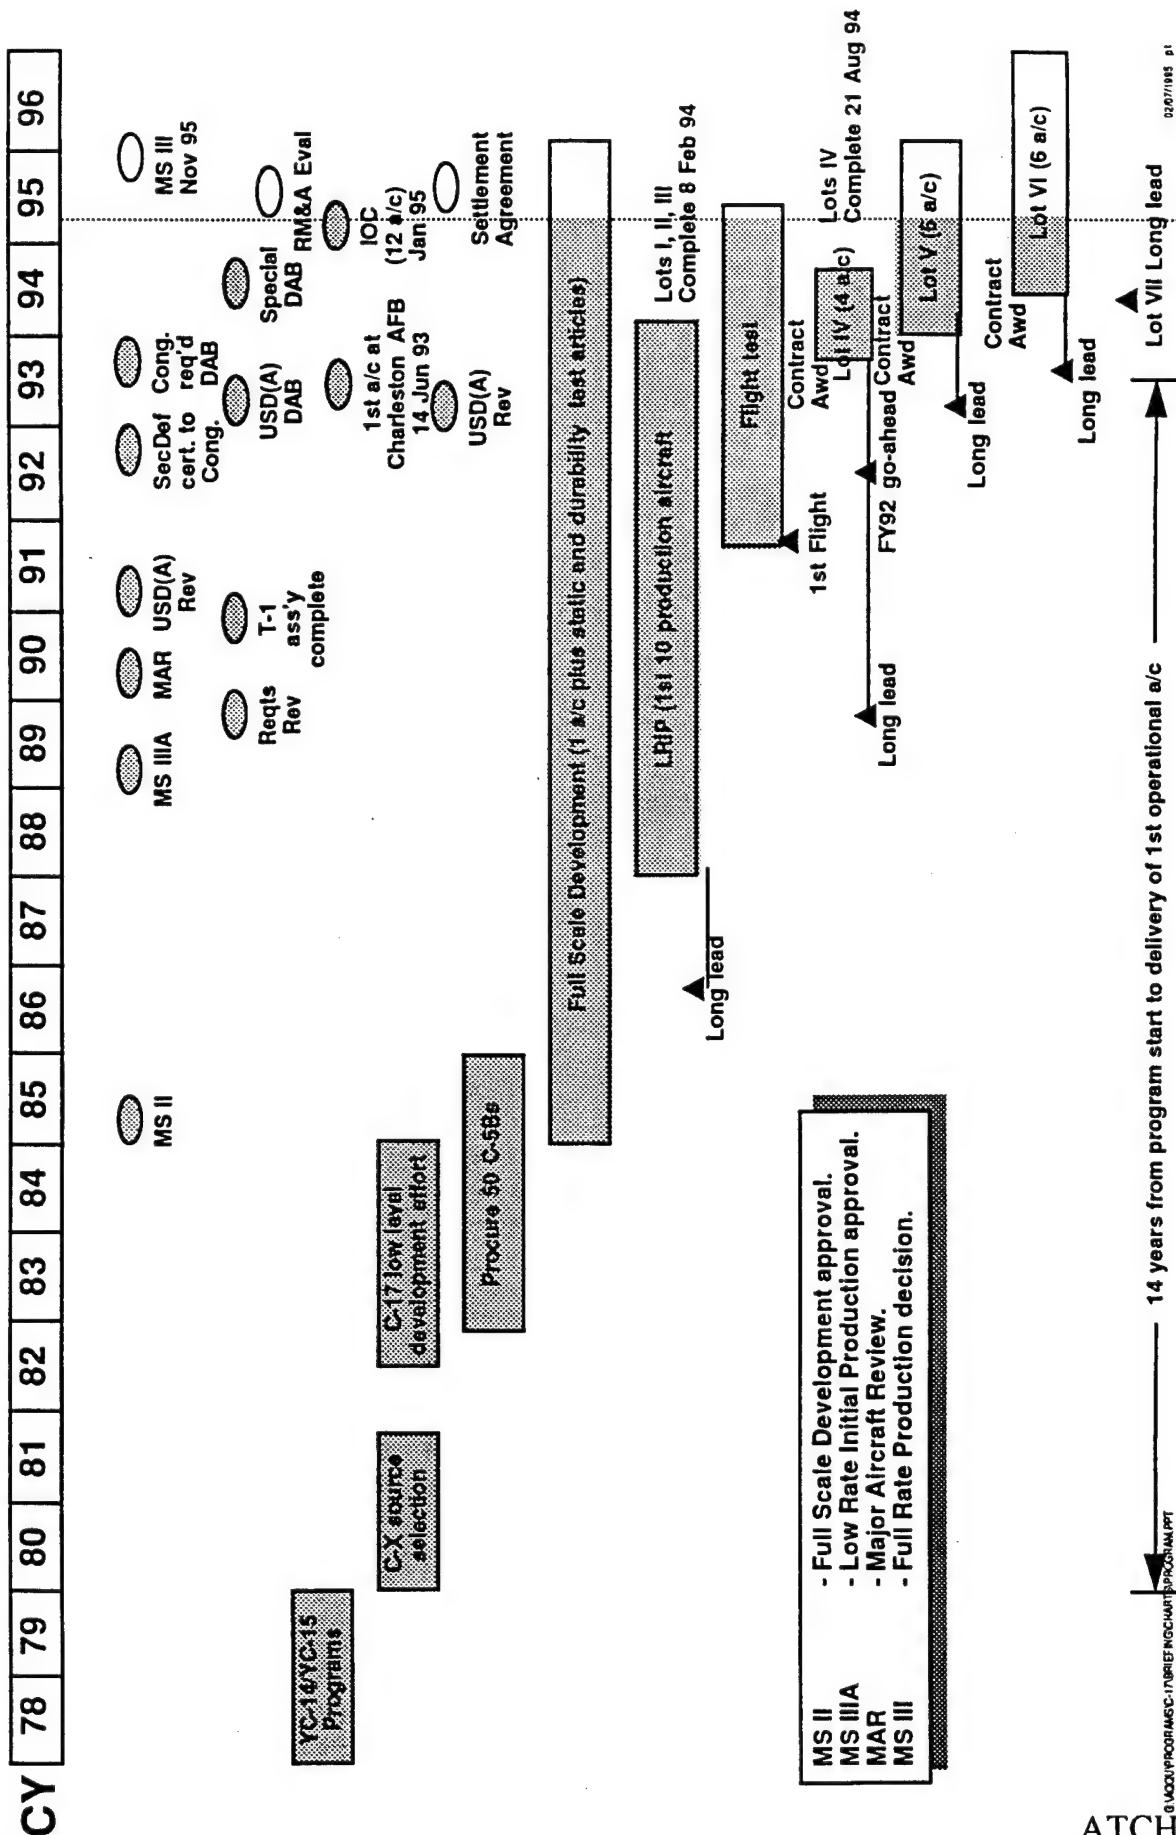 CY
78 79 80 81 82 83 84 85 86 87 88 89 90 91 92 93 94 95 96
MS II
MS IIIA
MAR
USD(A)
Rev
SecDef
cert. to
Cong.
Cong.
req'd
DAB
MS III
Nov 95
Reqts
Rev
T-1
ass'y
complete
USD(A)
DAB
Special
DAB
RM&A Eval
YC-14/YC-15
Programs
1st a/c at
Charleston AFB
14 Jun 93
IOC
(12 a/c)
Jan 95
C-X source
selection
C-17 low level
development effort
USD(A)
Rev
Settlement
Agreement
Procure 50 C-5Bs
Full Scale Development (1 a/c plus static and durability test articles)
LRIP (1st 10 production aircraft
Lots I, II, III
Complete 8 Feb 94
Long lead
Flight test
1st Flight
Contract
Awd
Lot IV (4 a/c)
Lots IV
Complete 21 Aug 94
Long lead
FY92 go-ahead
Contract
Awd
Lot V (6 a/c)
Long lead
Contract
Awd
Lot VI (6 a/c)
Long lead
Lot VII Long lead
MS II - Full Scale Development approval.
MS IIIA - Low Rate Initial Production approval.
MAR - Major Aircraft Review.
MS III - Full Rate Production decision.
14 years from program start to delivery of 1st operational a/c
02/07/1995 p1
ATCH